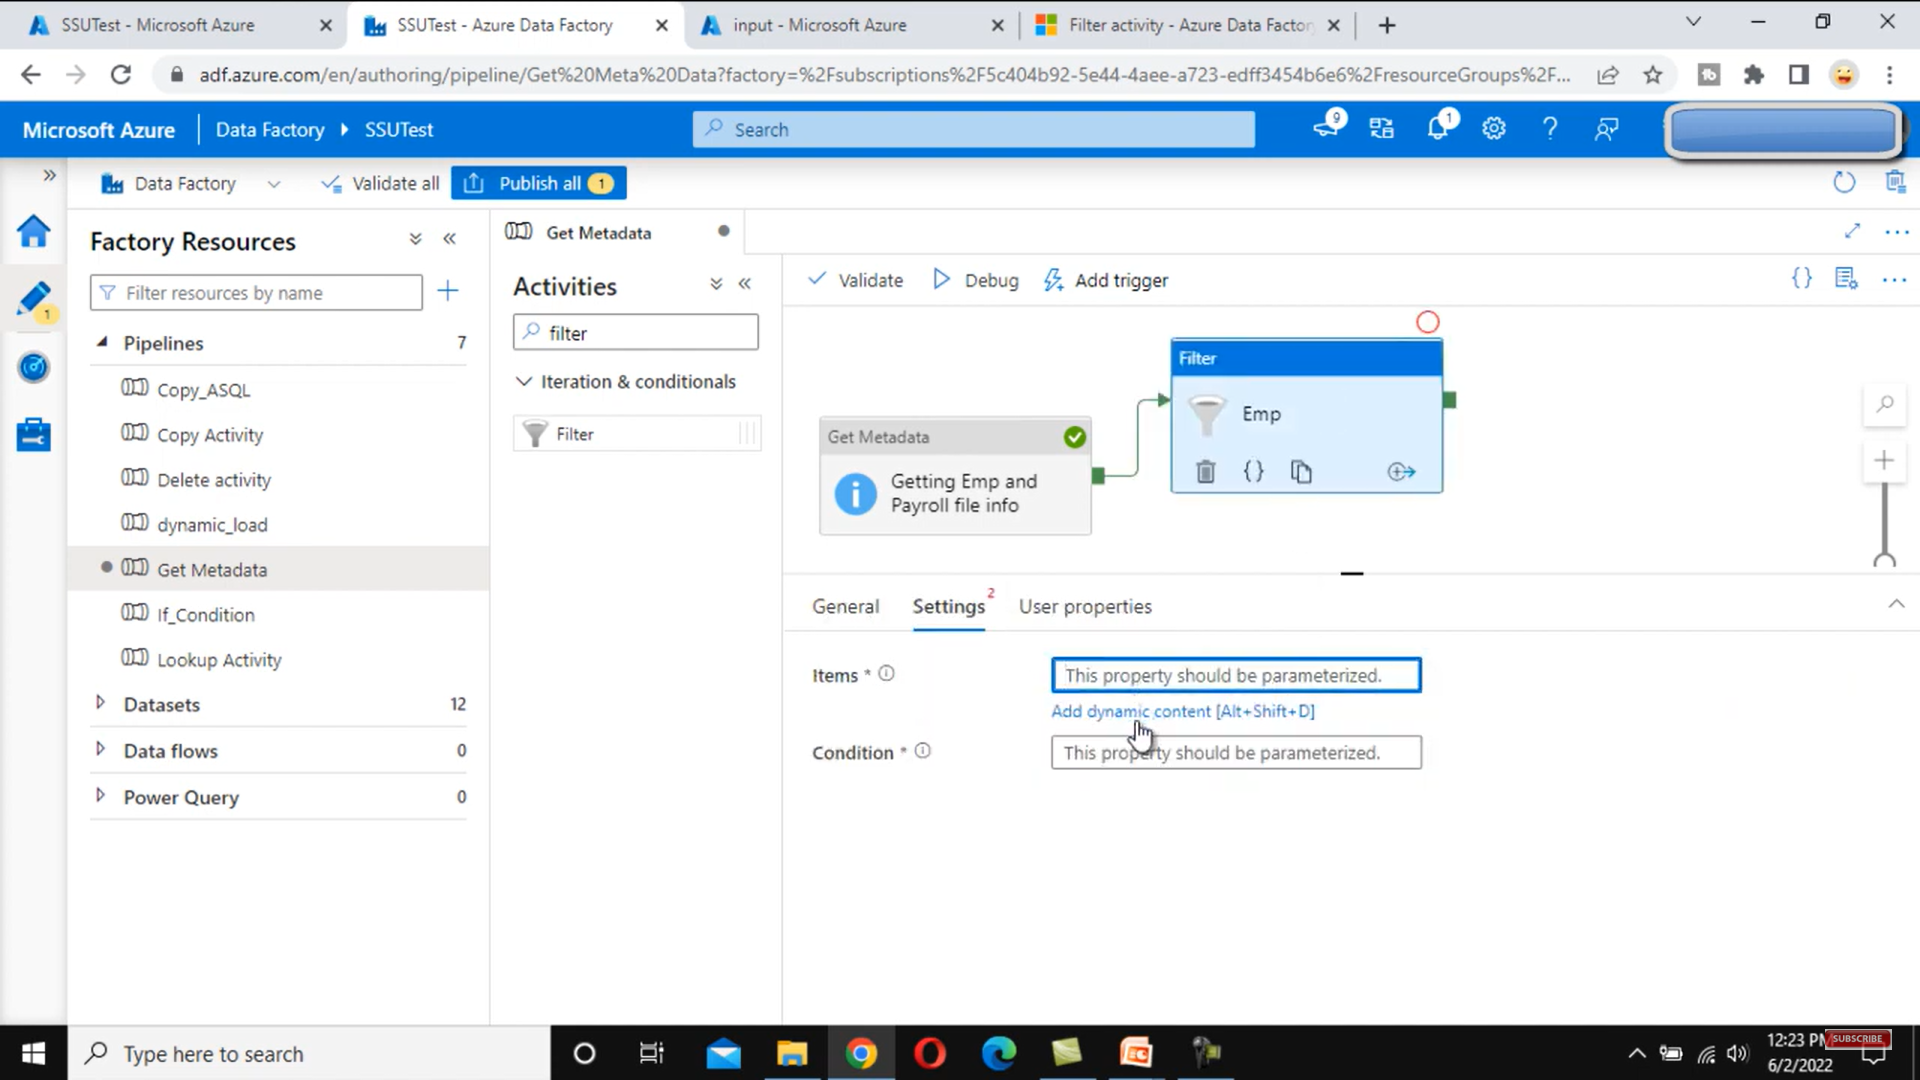 SSUTest - Microsoft Azure
SSUTest - Azure Data Factory
input - Microsoft Azure
Filter activity - Azure Data Factor
adf.azure.com/en/authoring/pipeline/Get%20Meta%20Data?factory=%2Fsubscriptions%2F5c404b92-5e44-4aee-a723-edff3454b6e6%2FresourceGroups%2F...
Microsoft Azure
Data Factory
SSUTest
Search
9
1
Data Factory
Validate all
Publish all
1
Factory Resources
Filter resources by name
Pipelines
7
Copy_ASQL
Copy Activity
Delete activity
dynamic_load
Get Metadata
If_Condition
Lookup Activity
Datasets
12
Data flows
0
Power Query
0
1
Get Metadata
Activities
filter
Iteration & conditionals
Filter
Validate
Debug
Add trigger
Get Metadata
Getting Emp and
Payroll file info
Filter
Emp
General
Settings
2
User properties
Items *
This property should be parameterized.
Add dynamic content [Alt+Shift+D]
Condition *
This property should be parameterized.
Type here to search
12:23 PM
SUBSCRIBE
6/2/2022